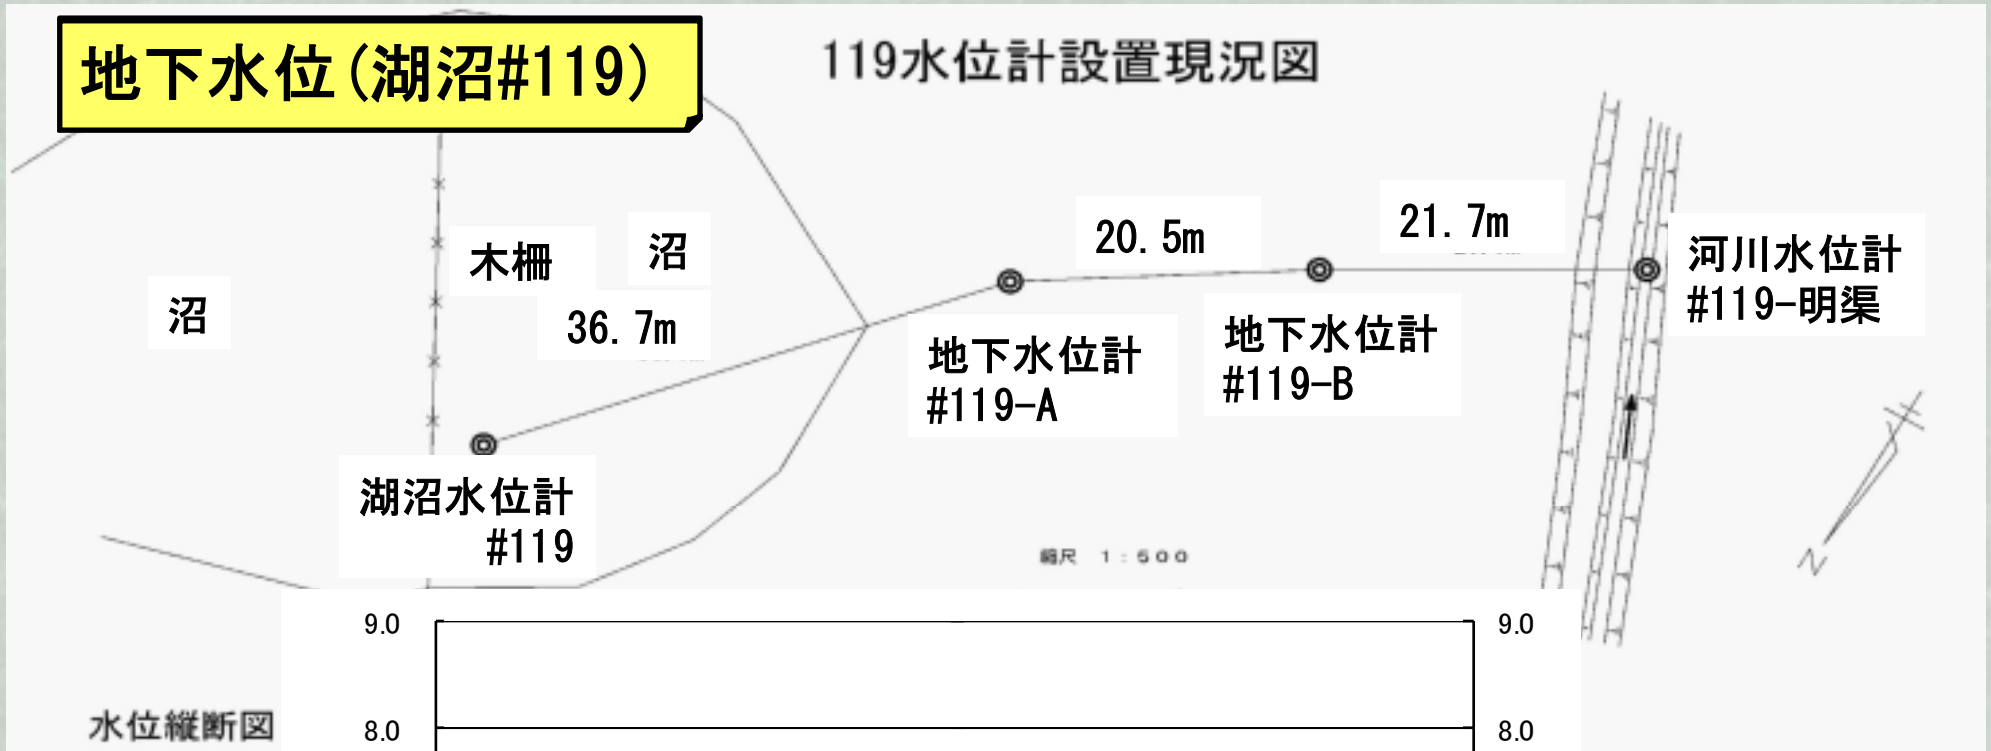 地下水位(湖沼#119)
119水位計設置現況図
沼
木柵
沼
36.7m
20.5m
21.7m
河川水位計
#119-明渠
地下水位計
#119-A
地下水位計
#119-B
湖沼水位計
#119
縮尺 1:500
N
水位縦断図
9.0
9.0
8.0
8.0